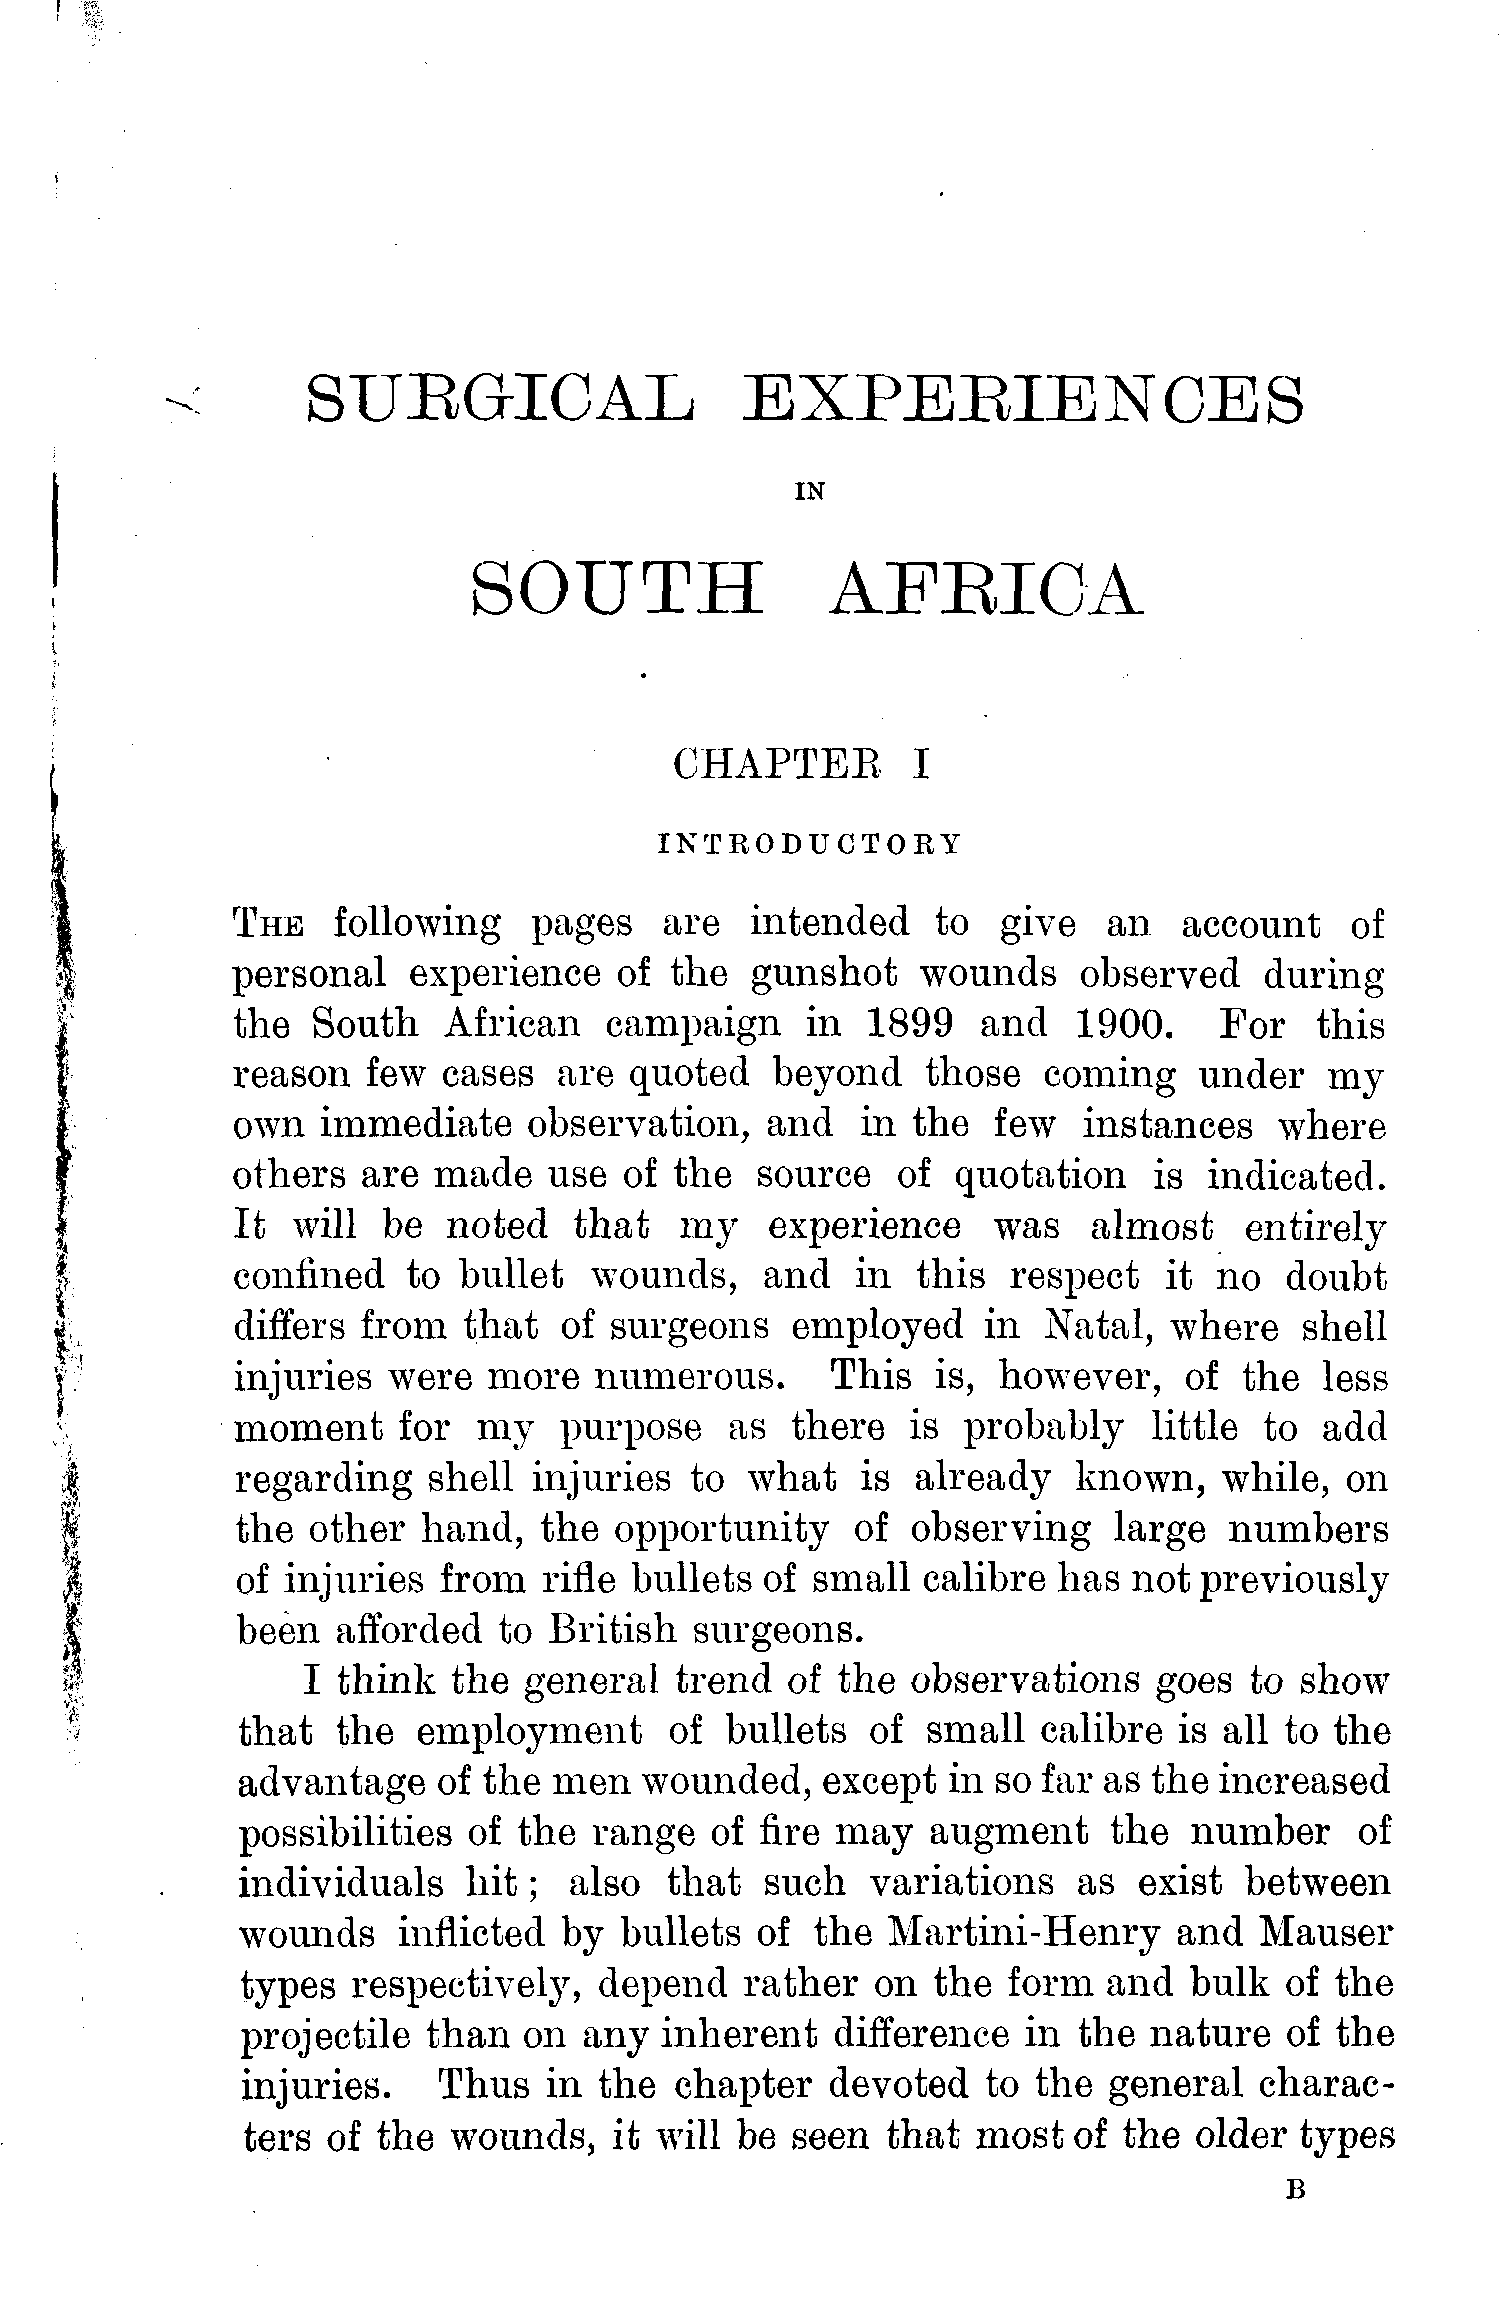 SURGICAL EXPERIENCES
IN
SOUTH AFRICA
CHAPTER I
INTRODUCTORY
THE following pages are intended to give an account of
personal experience of the gunshot wounds observed during
the South African campaign in 1899 and 1900. For this
reason few cases are quoted beyond those coming under my
own immediate observation, and in the few instances where
others are made use of the source of quotation is indicated.
It will be noted that my experience was almost entirely
confined to bullet wounds, and in this respect it no doubt
differs from that of surgeons employed in Natal, where shell
injuries were more numerous. This is, however, of the less
moment for my purpose as there is probably little to add
regarding shell injuries to what is already known, while, on
the other hand, the opportunity of observing large numbers
of injuries from rifle bullets of small calibre has not previously
been afforded to British surgeons.
I think the general trend of the observations goes to show
that the employment of bullets of small calibre is all to the
advantage of the men wounded, except in so far as the increased
possibilities of the range of fire may augment the number of
individuals hit; also that such variations as exist between
wounds inflicted by bullets of the Martini-Henry and Mauser
types respectively, depend rather on the form and bulk of the
projectile than on any inherent difference in the nature of the
injuries. Thus in the chapter devoted to the general charac-
ters of the wounds, it will be seen that most of the older types
B